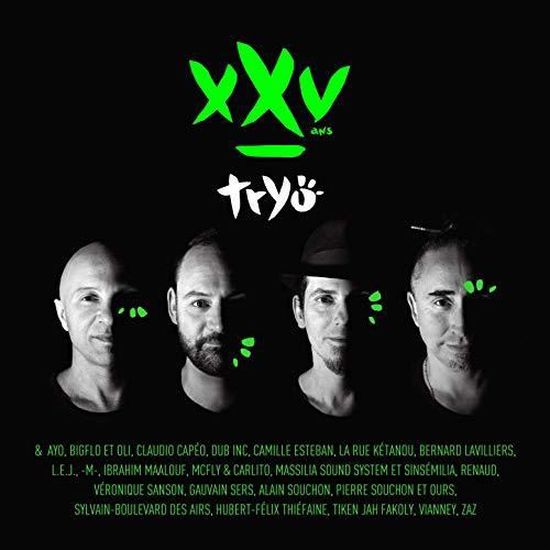 XXV
ans
tryo
& AYO, BIGFLO ET OLI, CLAUDIO CAPÉO, DUB INC, CAMILLE ESTEBAN, LA RUE KÉTANOU, BERNARD LAVILLIERS,
L.E.J., -M-, IBRAHIM MAALOUF, MCFLY & CARLITO, MASSILIA SOUND SYSTEM ET SINSÉMILIA, RENAUD,
VÉRONIQUE SANSON, GAUVAIN SERS, ALAIN SOUCHON, PIERRE SOUCHON ET OURS,
SYLVAIN-BOULEVARD DES AIRS, HUBERT-FÉLIX THIÉFAINE, TIKEN JAH FAKOLY, VIANNEY, ZAZ